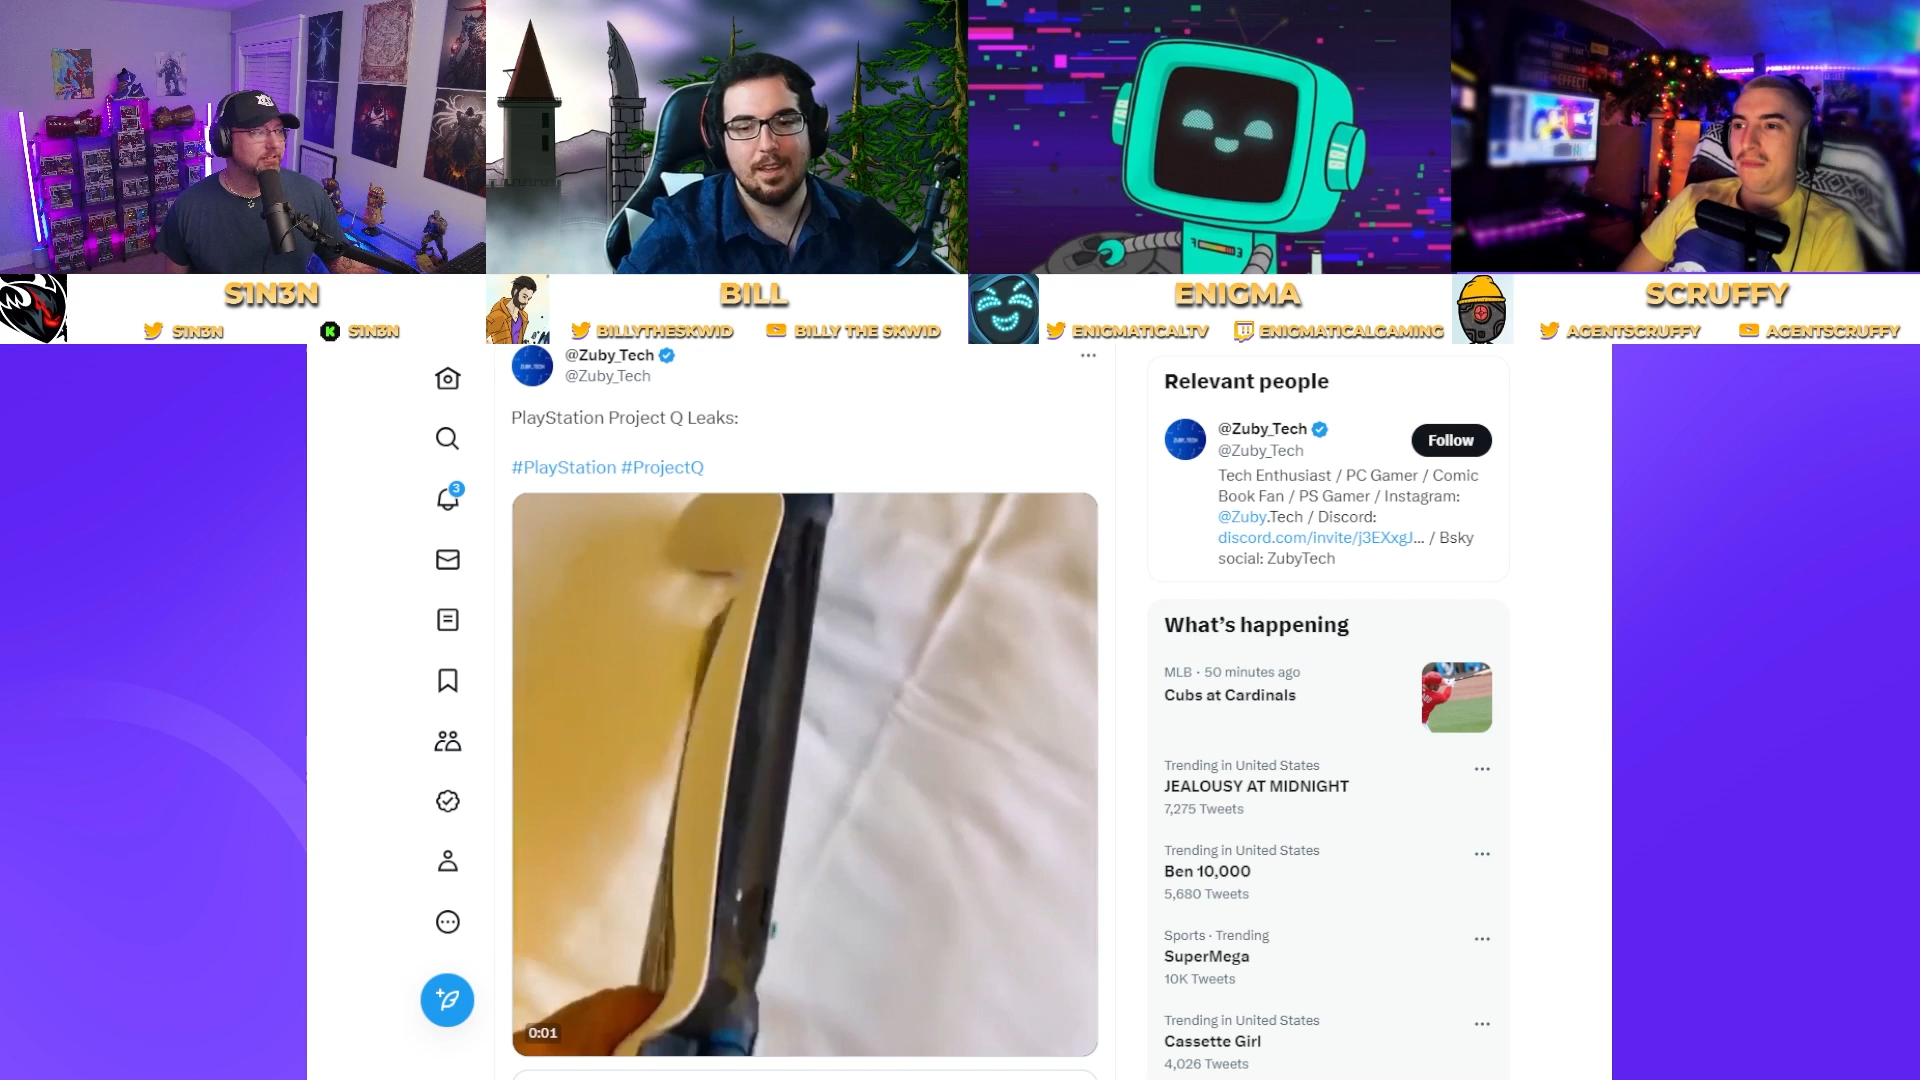 S1N3N
S1N3N
S1N3N
BILL
BILLYTHESKWID
BILLY THE SKWID
ENIGMA
ENIGMATICALTV
ENIGMATICALGAMING
SCRUFFY
AGENTSCRUFFY
AGENTSCRUFFY
@Zuby_Tech
@Zuby_Tech
PlayStation Project Q Leaks:
#PlayStation #ProjectQ
0:01
3
Relevant people
@Zuby_Tech
@Zuby_Tech
Follow
Tech Enthusiast / PC Gamer / Comic
Book Fan / PS Gamer / Instagram:
@Zuby.Tech / Discord:
discord.com/invite/j3EXxgJ... / Bsky
social: ZubyTech
What's happening
MLB · 50 minutes ago
Cubs at Cardinals
Trending in United States
JEALOUSY AT MIDNIGHT
7,275 Tweets
Trending in United States
Ben 10,000
5,680 Tweets
Sports · Trending
SuperMega
10K Tweets
Trending in United States
Cassette Girl
4,026 Tweets